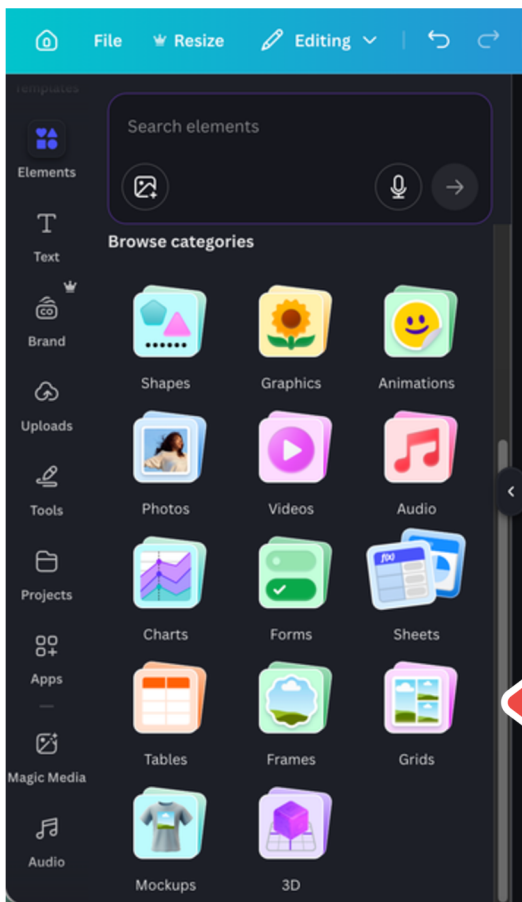 File Resize Editing
Templates
Search elements
Elements
Browse categories
Text
Brand
Shapes Graphics Animations
Uploads
Photos Videos Audio
Tools
Projects
Charts Forms Sheets
f(x)
Apps
Tables Frames Grids
Magic Media
Audio
Mockups 3D